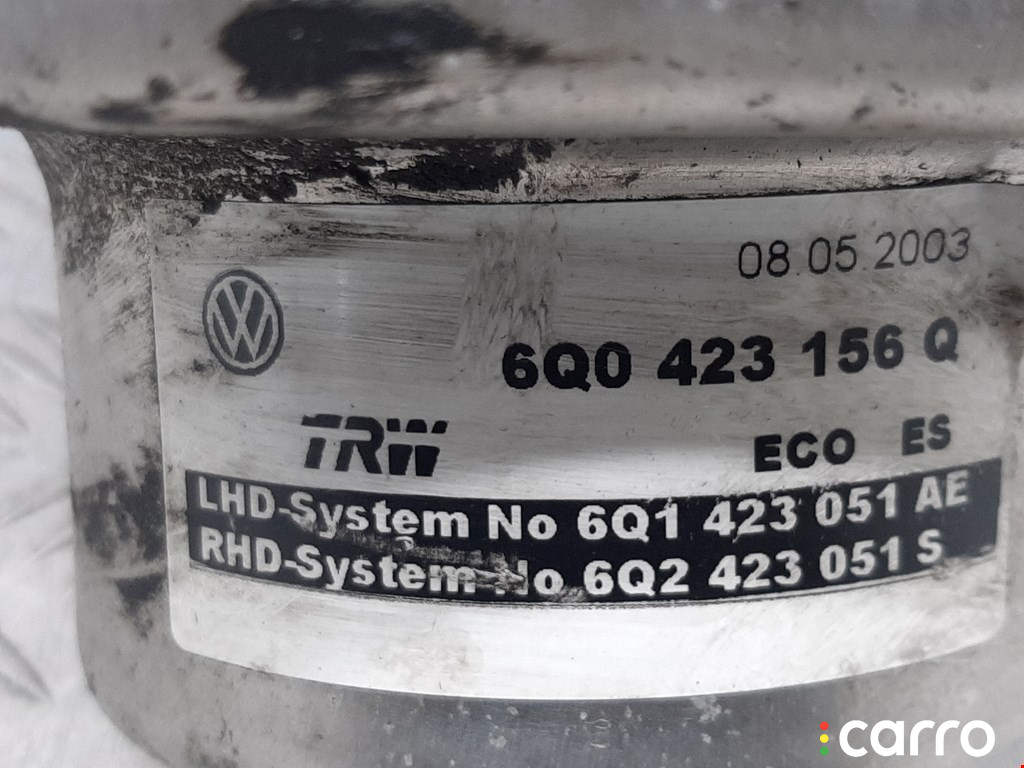 08.05.2003
VW
6Q0 423 156 Q
TRW
ECO ES
LHD-System No 6Q1 423 051 AE
RHD-System No 6Q2 423 051 S
carro